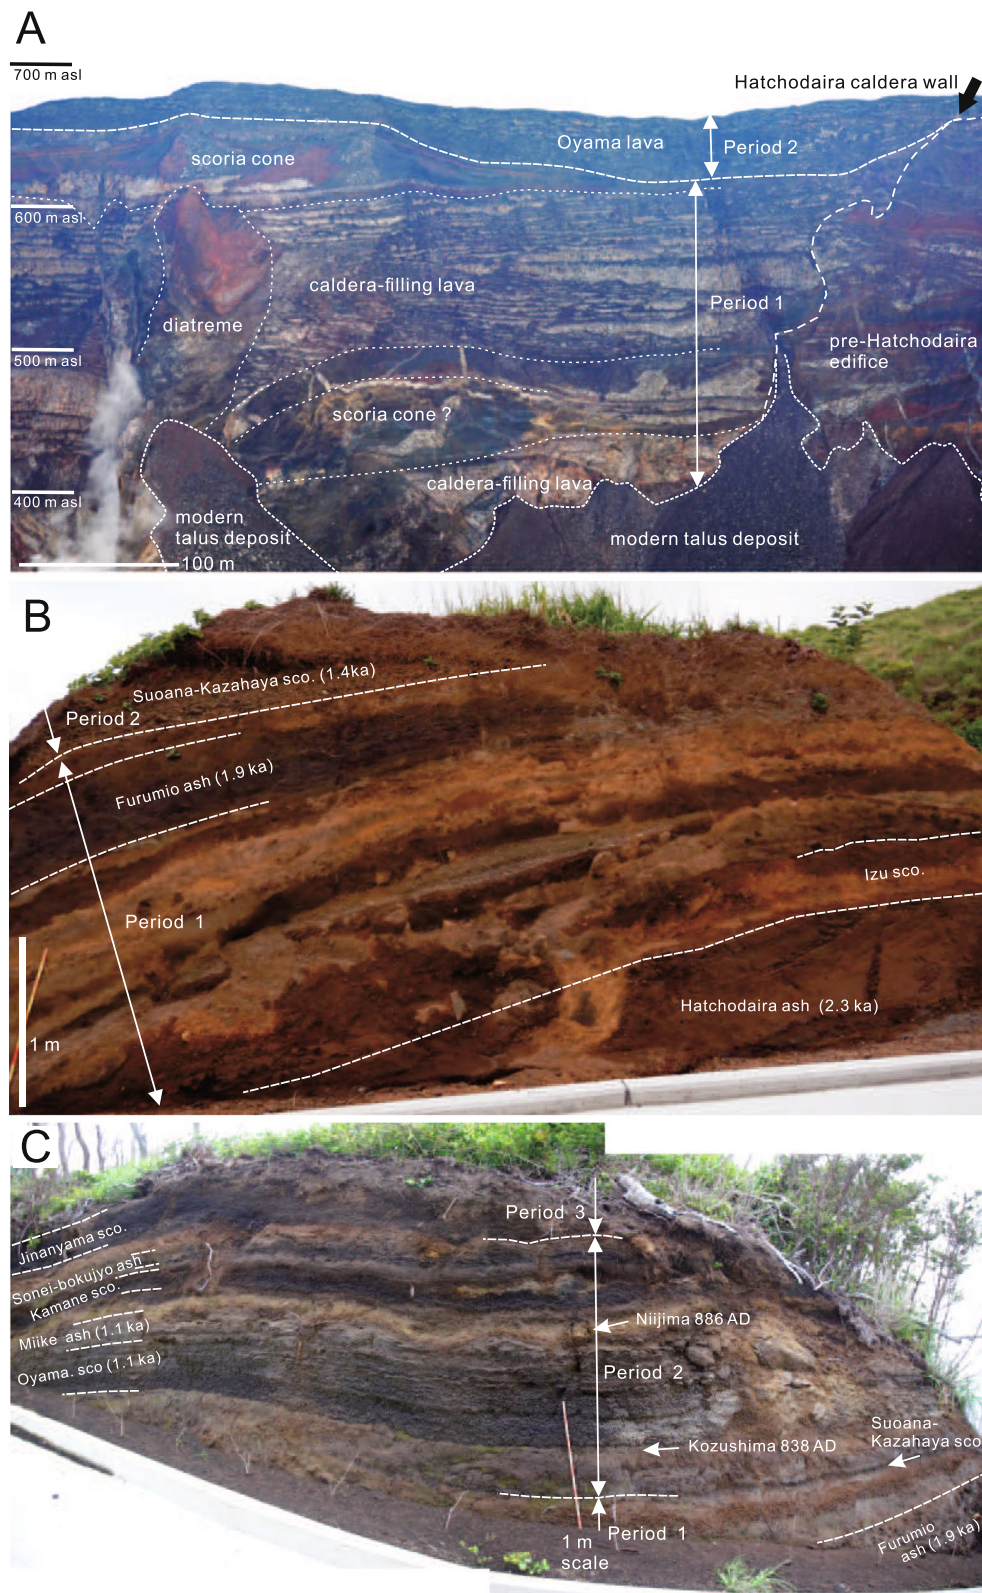 A
700 m asl
Hatchodaira caldera wall
Oyama lava
Period 2
scoria cone
600 m asl
caldera-filling lava
Period 1
diatreme
pre-Hatchodaira
edifice
500 m asl
scoria cone ?
caldera-filling lava
400 m asl
modern
talus deposit
modern talus deposit
100 m
B
Suoana-Kazahaya sco. (1.4ka)
Period 2
Furumio ash (1.9 ka)
Izu sco.
Period 1
Hatchodaira ash (2.3 ka)
1 m
C
Period 3
Jinanyama sco.
Sonei-bokujyo ash
Kamane sco.
Niijima 886 AD
Miike ash (1.1 ka)
Oyama. sco (1.1 ka)
Period 2
Suoana-
Kazahaya sco
Kozushima 838 AD
Period 1
1 m
scale
Furumio
ash (1.9 ka)